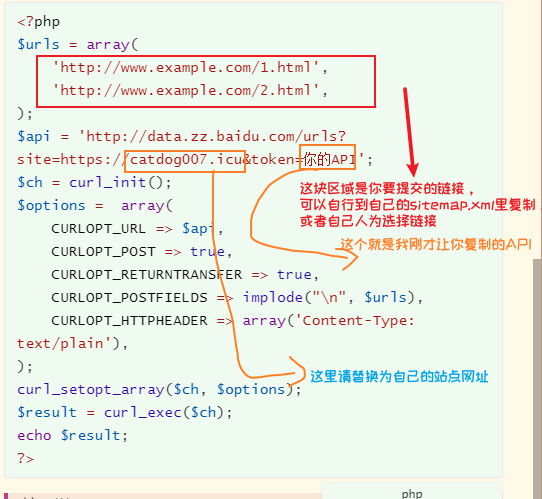 <?php
$urls = array(
'http://www.example.com/1.html',
'http://www.example.com/2.html',
);
$api = 'http://data.zz.baidu.com/urls?
site=https://catdog007.icu&token=你的API';
$ch = curl_init();
这块区域是你要提交的链接，
可以自行到自己的sitemap.xml里复制，
或者自己人为选择链接
$options =  array(
CURLOPT_URL => $api,
这个就是我刚才让你复制的API
CURLOPT_POST => true,
CURLOPT_RETURNTRANSFER => true,
CURLOPT_POSTFIELDS => implode("\n", $urls),
CURLOPT_HTTPHEADER => array('Content-Type:
text/plain'),
);
这里请替换为自己的站点网址
curl_setopt_array($ch, $options);
$result = curl_exec($ch);
echo $result;
?>
php